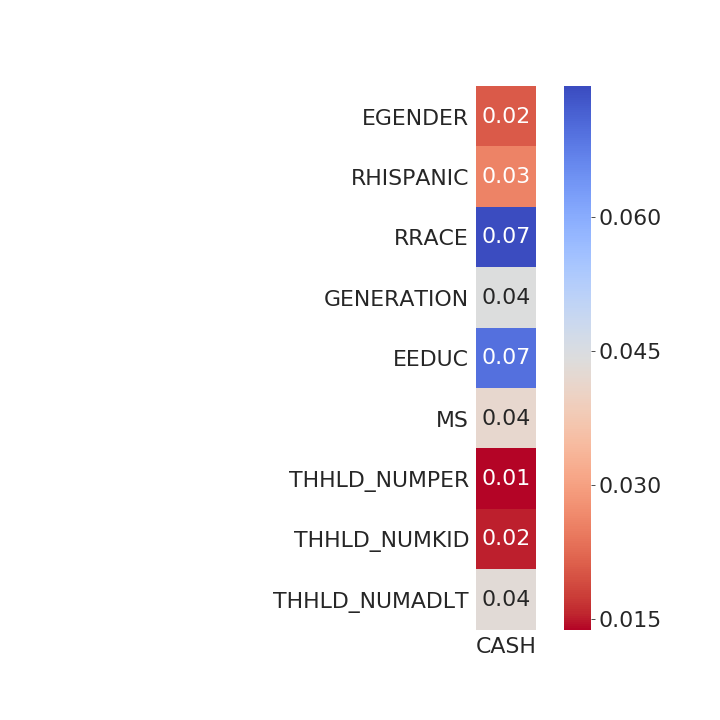 EGENDER 0.02
RHISPANIC 0.03
RRACE 0.07
0.060
GENERATION 0.04
EEDUC 0.07
0.045
MS 0.04
THHLD_NUMPER 0.01
0.030
THHLD_NUMKID 0.02
THHLD_NUMADLT 0.04
0.015
CASH